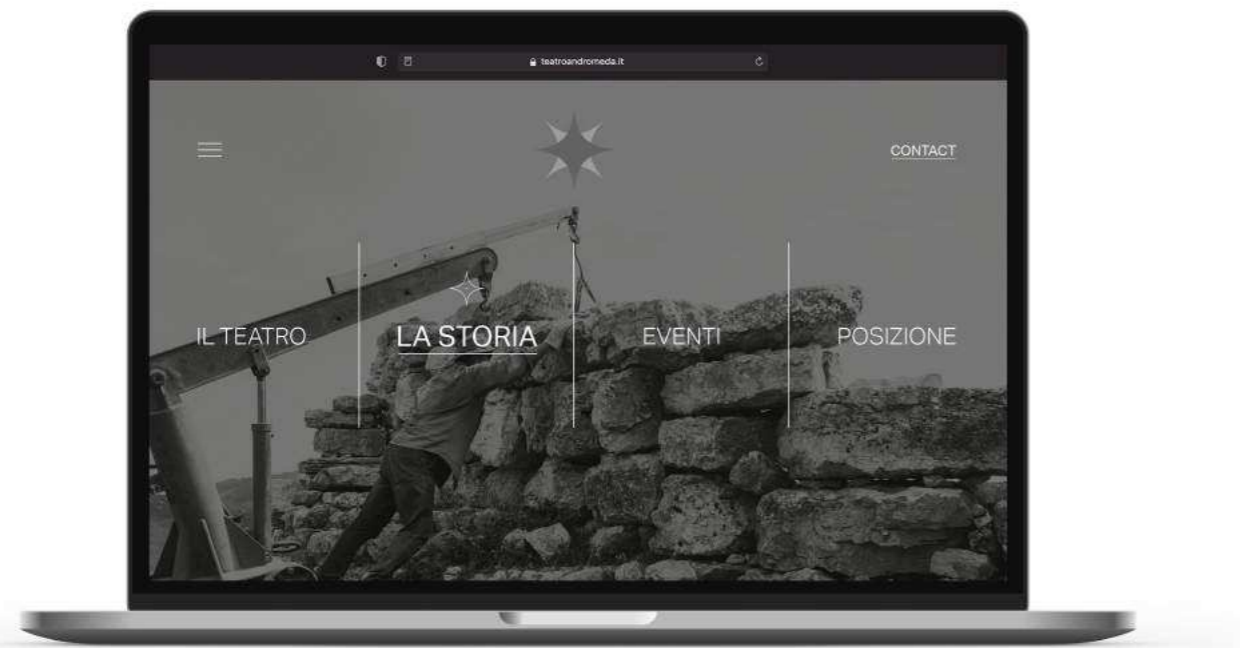 teatroandromeda.it
CONTACT
IL TEATRO
LA STORIA
EVENTI
POSIZIONE